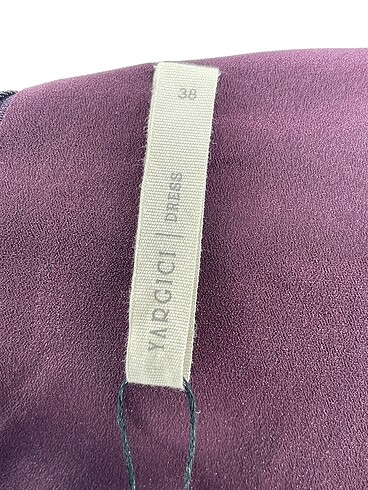 38
YARGICI | DRESS